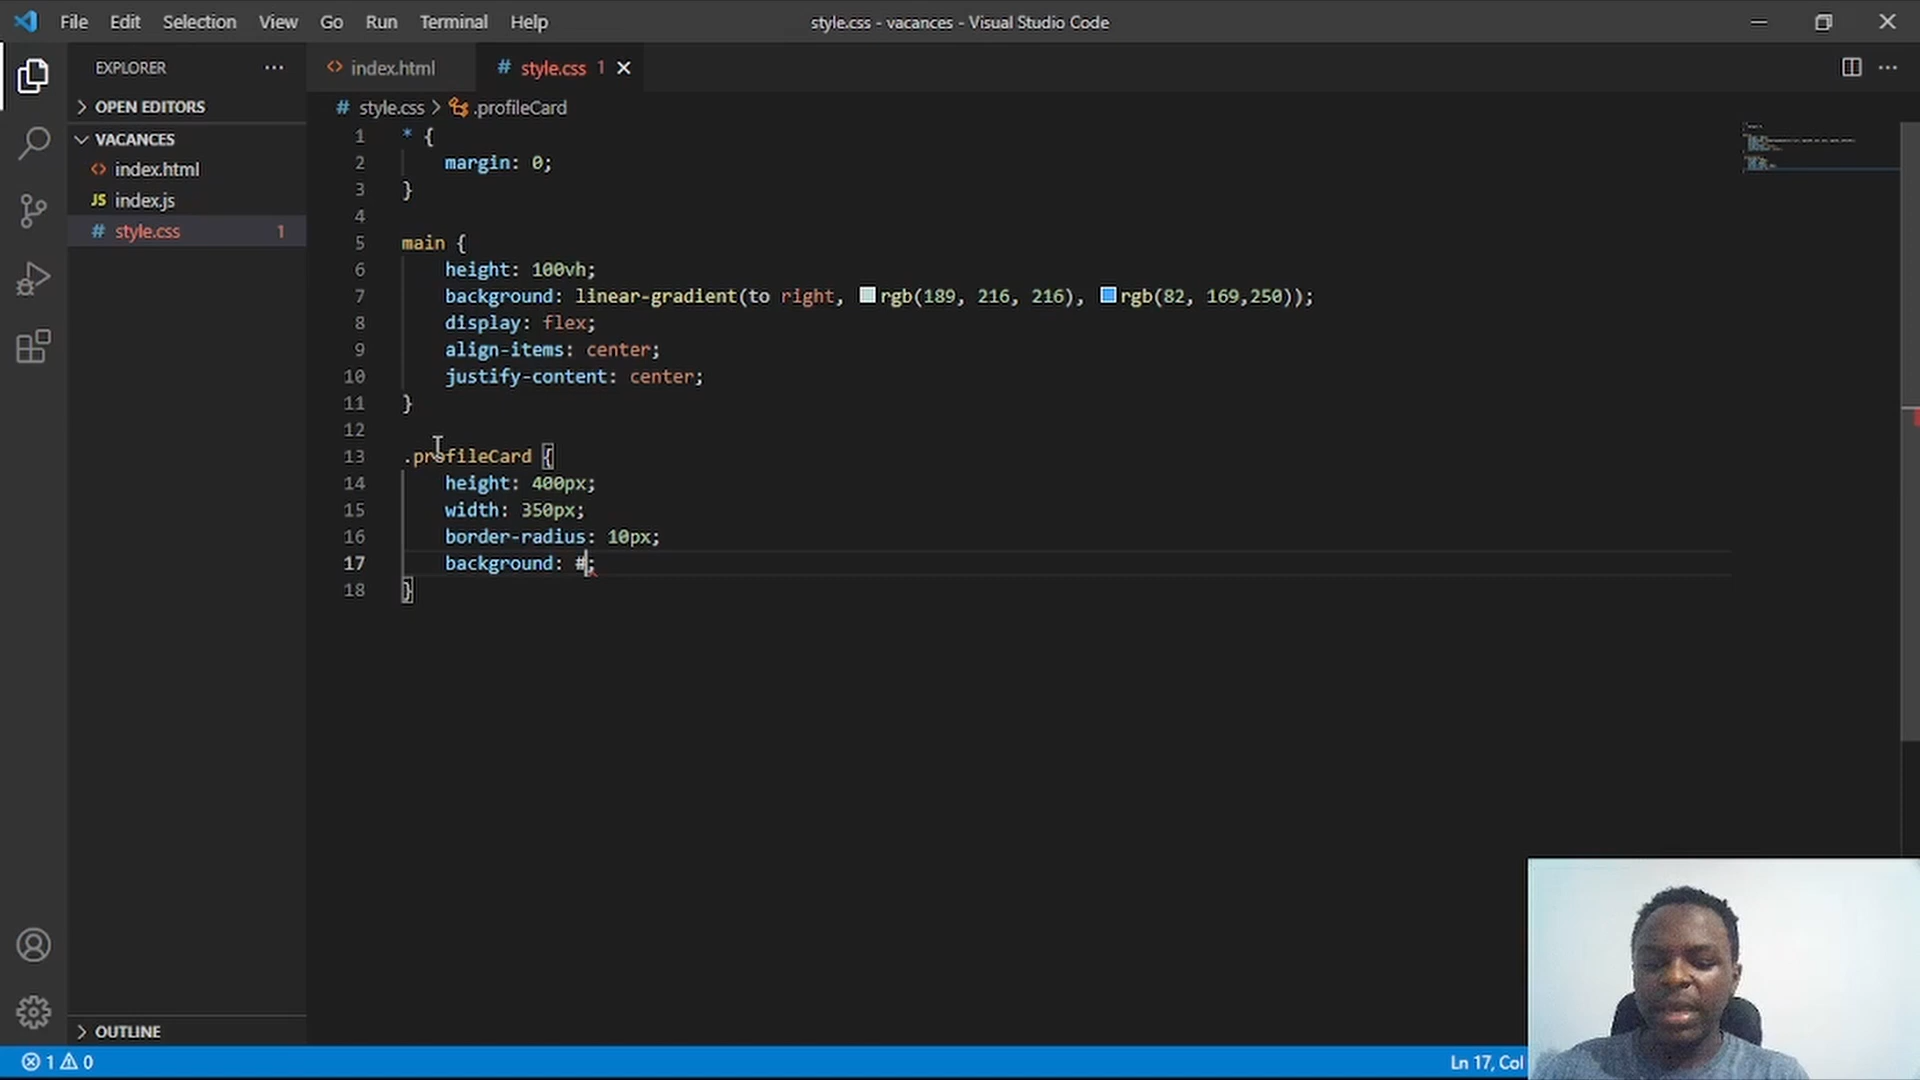 File Edit Selection View Go Run Terminal Help
style.css - vacances - Visual Studio Code
EXPLORER
index.html
# style.css 1
OPEN EDITORS
VACANCES
index.html
JS index.js
# style.css 1
# style.css > .profileCard
1 * {
2 margin: 0;
3 }
4
5 main {
6 height: 100vh;
7 background: linear-gradient(to right, rgb(189, 216, 216), rgb(82, 169,250));
8 display: flex;
9 align-items: center;
10 justify-content: center;
11 }
12
13 .profileCard {
14 height: 400px;
15 width: 350px;
16 border-radius: 10px;
17 background: #;
18 }
OUTLINE
1 0
Ln 17, Col